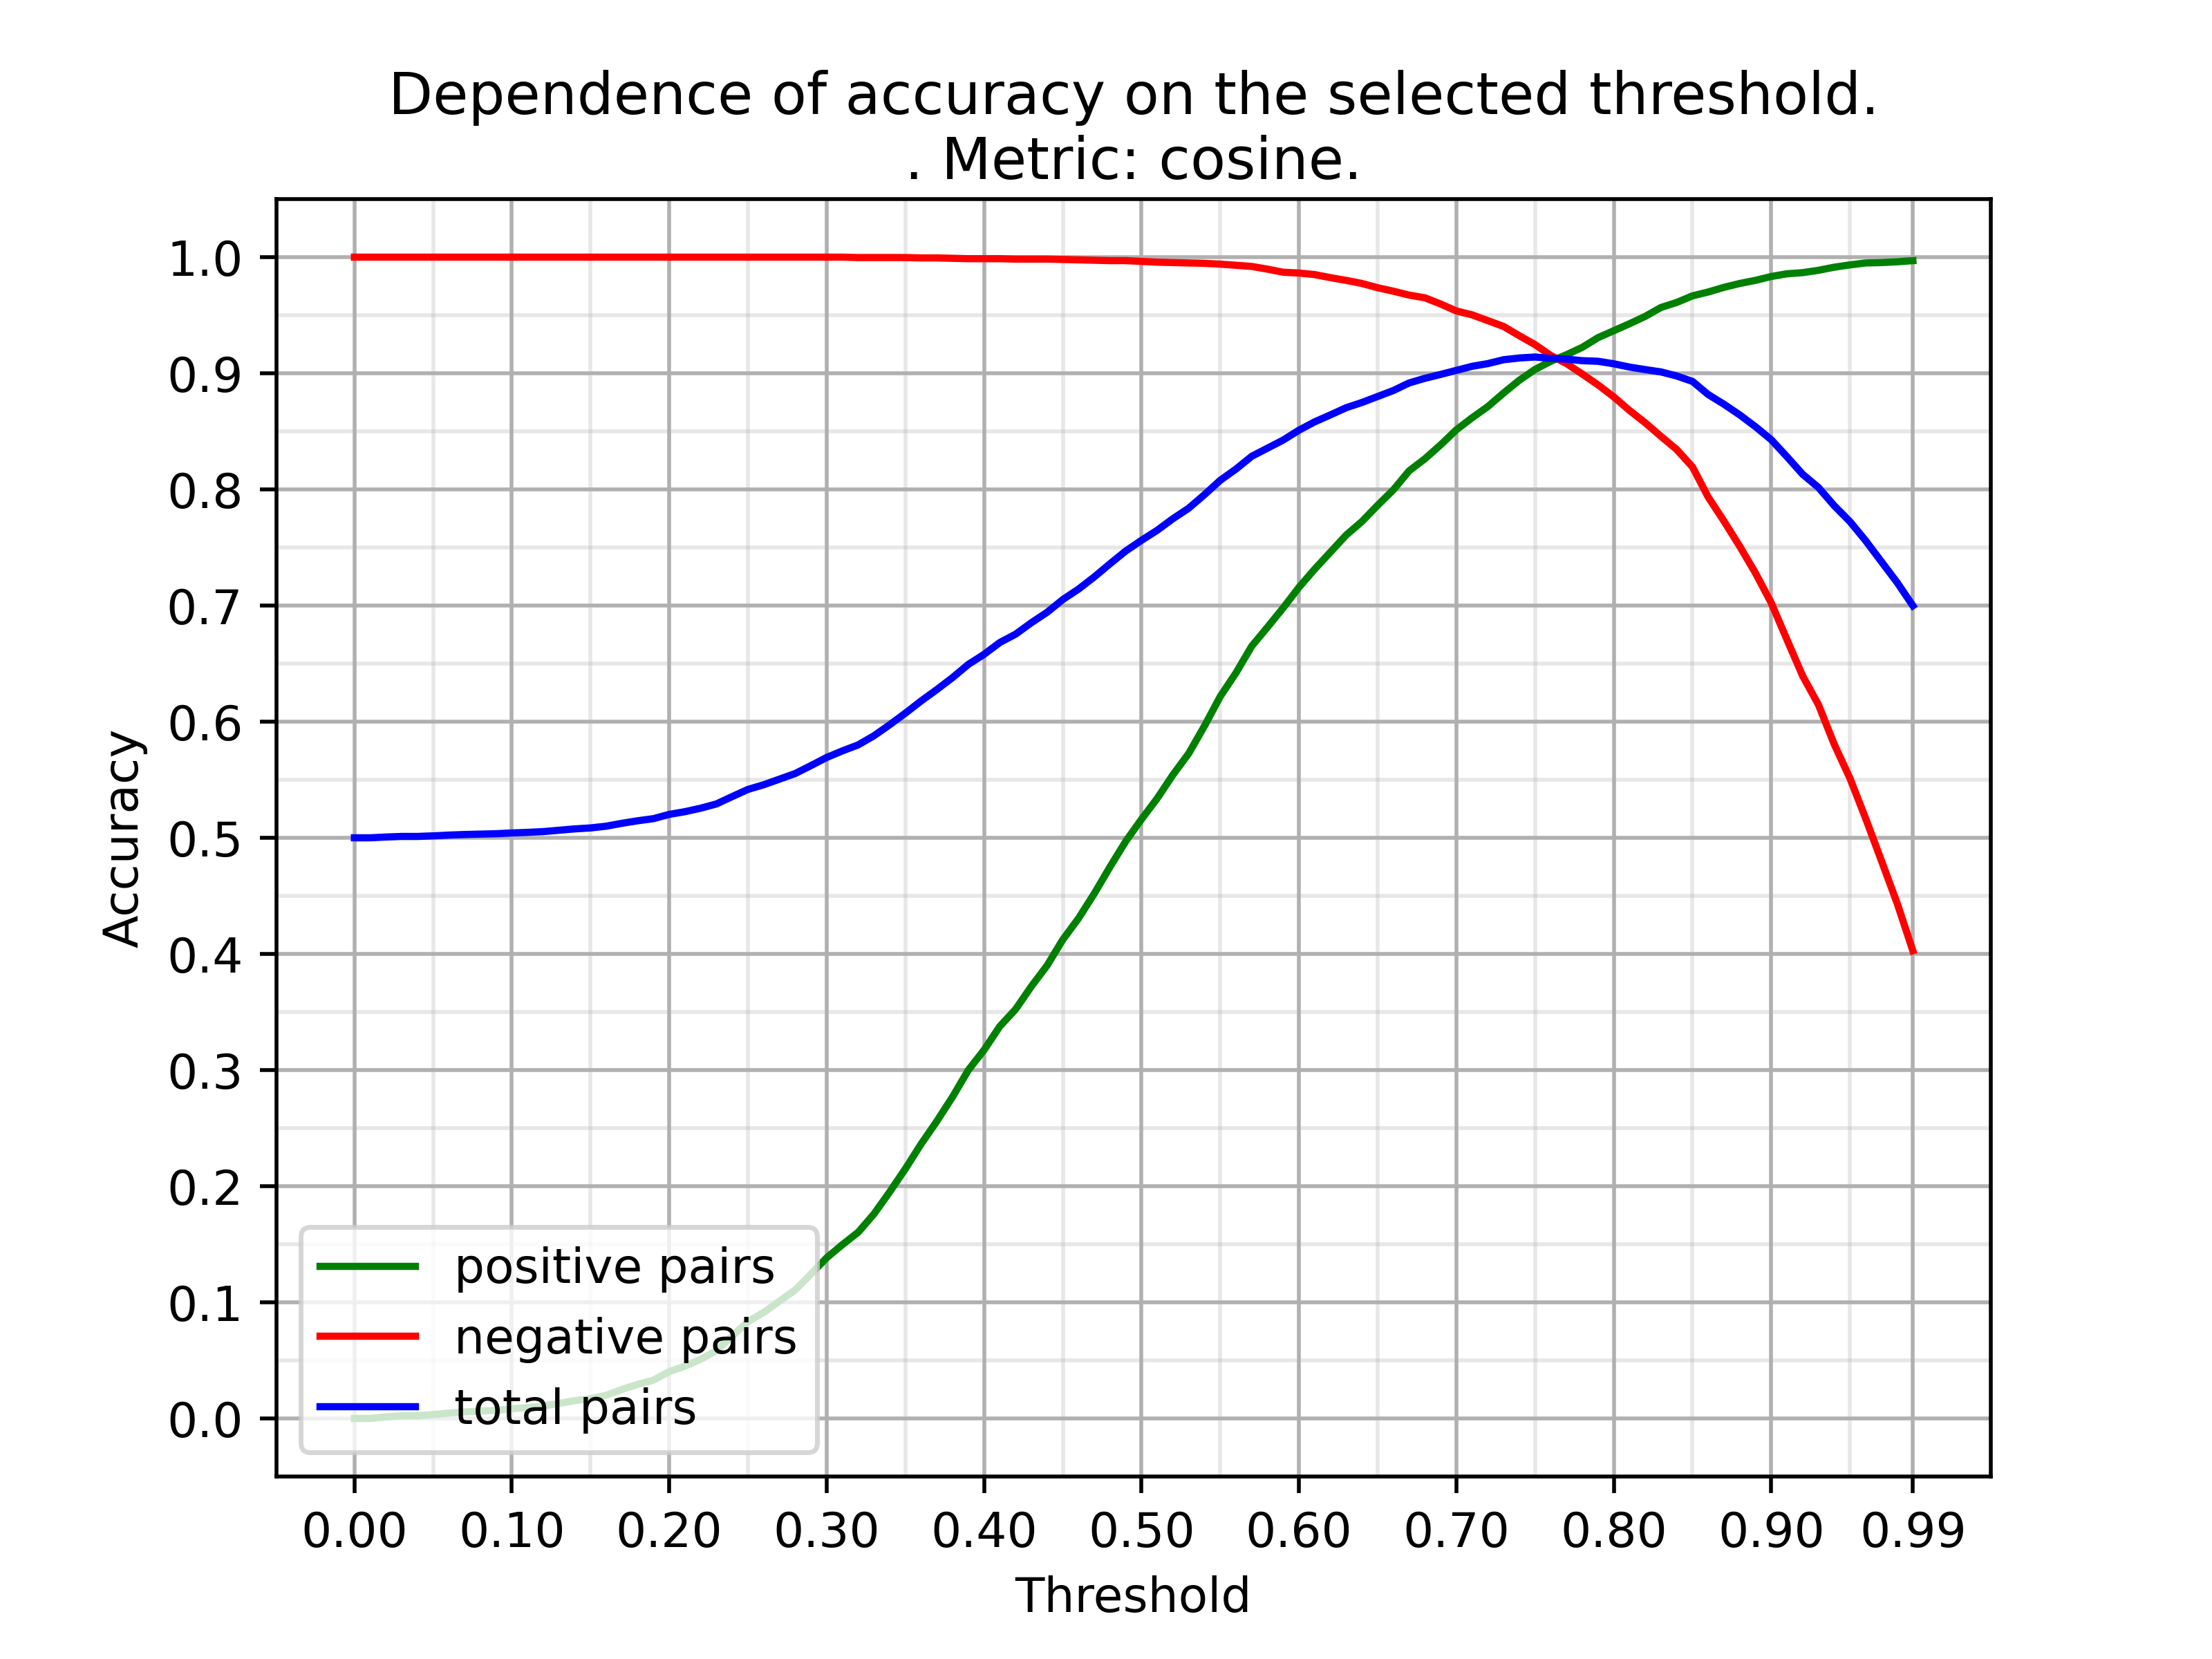 Dependence of accuracy on the selected threshold.
. Metric: cosine.
1.0
0.9
0.8
0.7
0.6
0.5
0.4
0.3
0.2
0.1
0.0
Accuracy
positive pairs
negative pairs
total pairs
0.00 0.10 0.20 0.30 0.40 0.50 0.60 0.70 0.80 0.90 0.99
Threshold